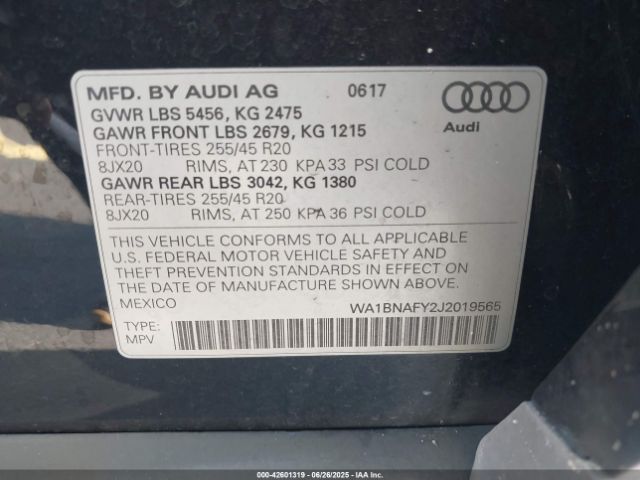 MFD. BY AUDI AG 0617
GVWR LBS 5456, KG 2475
GAWR FRONT LBS 2679, KG 1215
FRONT-TIRES 255/45 R20
8JX20 RIMS, AT 230 KPA 33 PSI COLD
GAWR REAR LBS 3042, KG 1380
REAR-TIRES 255/45 R20
8JX20 RIMS, AT 250 KPA 36 PSI COLD
Audi
THIS VEHICLE CONFORMS TO ALL APPLICABLE
U.S. FEDERAL MOTOR VEHICLE SAFETY AND
THEFT PREVENTION STANDARDS IN EFFECT ON
THE DATE OF MANUFACTURE SHOWN ABOVE.
MEXICO WA1BNAFY2J2019565
TYPE:
MPV
000-42601319 06/26/2025 IAAI.COM